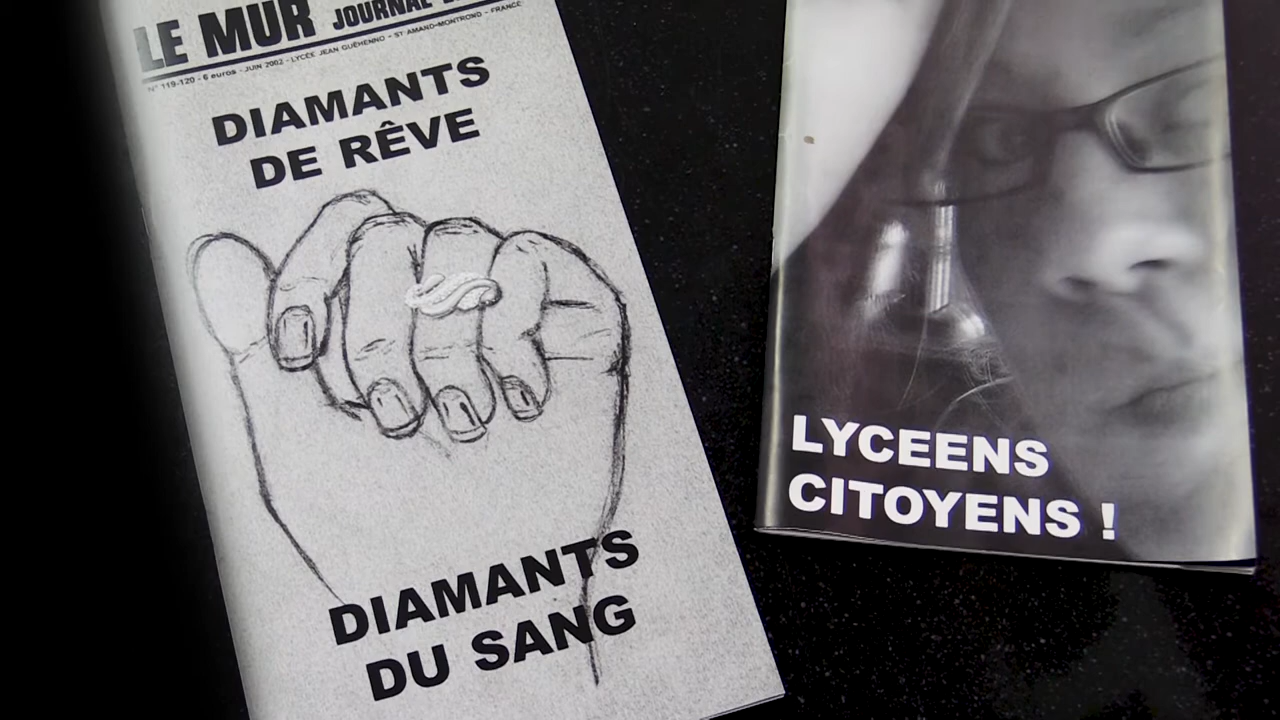 LE MUR JOURNAL
N° 119-120 - 6 euros - JUIN 2002 - LYCÉE JEAN GUÉHENNO - ST AMAND-MONTROND - FRANCE
DIAMANTS
DE RÊVE
DIAMANTS
DU SANG
LYCEENS
CITOYENS !